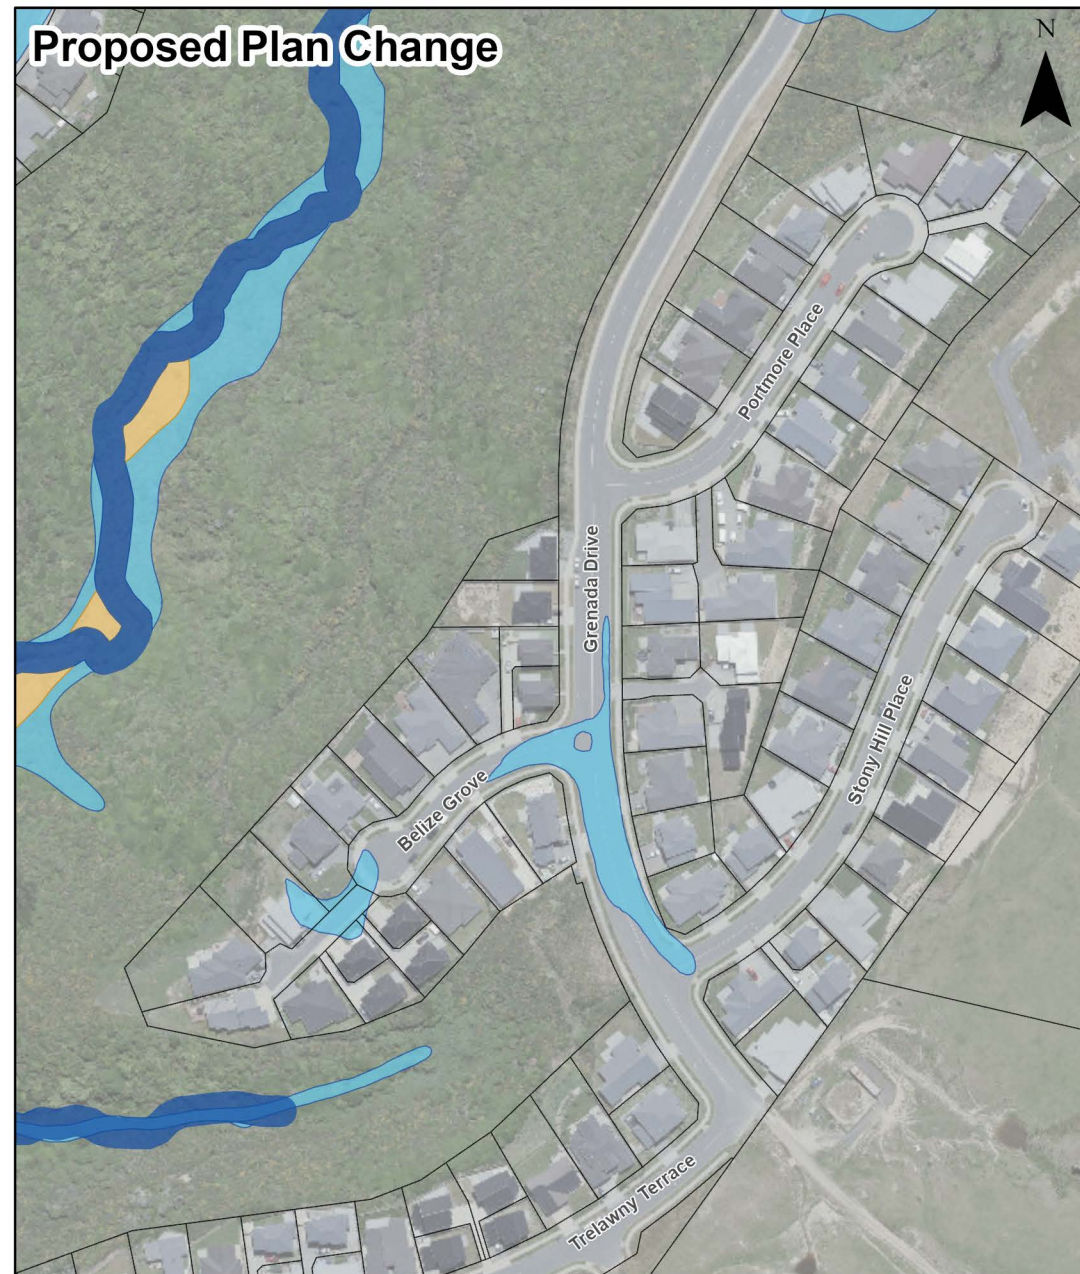 Proposed Plan Change
N
Portmore Place
Grenada Drive
Stony Hill Place
Belize Grove
Trelawny Terrace